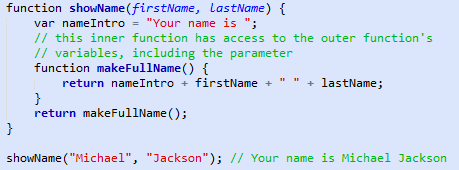 function showName(firstName, lastName) {
    var nameIntro = "Your name is ";
    // this inner function has access to the outer function's
    // variables, including the parameter
    function makeFullName() {
        return nameIntro + firstName + " " + lastName;
    }
    return makeFullName();
}
showName("Michael", "Jackson"); // Your name is Michael Jackson